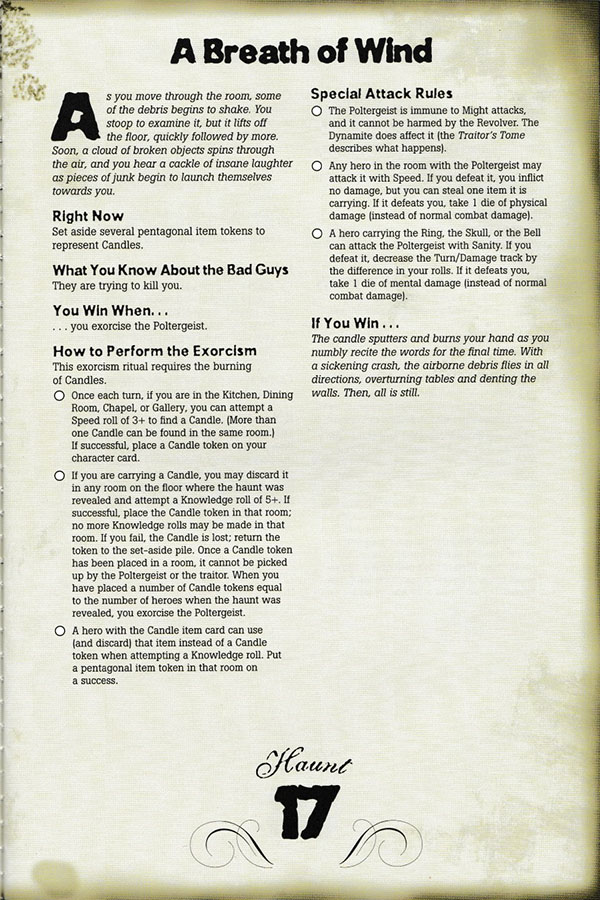 A Breath of Wind
As you move through the room, some
of the debris begins to shake. You
stoop to examine it, but it lifts off
the floor, quickly followed by more.
Soon, a cloud of broken objects spins through
the air, and you hear a cackle of insane laughter
as pieces of junk begin to launch themselves
towards you.
Right Now
Set aside several pentagonal item tokens to
represent Candles.
What You Know About the Bad Guys
They are trying to kill you.
You Win When. . .
. . . you exorcise the Poltergeist.
How to Perform the Exorcism
This exorcism ritual requires the burning
of Candles.
Once each turn, if you are in the Kitchen, Dining
Room, Chapel, or Gallery, you can attempt a
Speed roll of 3+ to find a Candle. (More than
one Candle can be found in the same room.)
If successful, place a Candle token on your
character card.
If you are carrying a Candle, you may discard it
in any room on the floor where the haunt was
revealed and attempt a Knowledge roll of 5+. If
successful, place the Candle token in that room;
no more Knowledge rolls may be made in that
room. If you fail, the Candle is lost; return the
token to the set-aside pile. Once a Candle token
has been placed in a room, it cannot be picked
up by the Poltergeist or the traitor. When you
have placed a number of Candle tokens equal
to the number of heroes when the haunt was
revealed, you exorcise the Poltergeist.
A hero with the Candle item card can use
(and discard) that item instead of a Candle
token when attempting a Knowledge roll. Put
a pentagonal item token in that room on
a success.
Special Attack Rules
The Poltergeist is immune to Might attacks,
and it cannot be harmed by the Revolver. The
Dynamite does affect it (the Traitor's Tome
describes what happens).
Any hero in the room with the Poltergeist may
attack it with Speed. If you defeat it, you inflict
no damage, but you can steal one item it is
carrying. If it defeats you, take 1 die of physical
damage (instead of normal combat damage).
A hero carrying the Ring, the Skull, or the Bell
can attack the Poltergeist with Sanity. If you
defeat it, decrease the Turn/Damage track by
the difference in your rolls. If it defeats you,
take 1 die of mental damage (instead of normal
combat damage).
If You Win . . .
The candle sputters and burns your hand as you
numbly recite the words for the final time. With
a sickening crash, the airborne debris flies in all
directions, overturning tables and denting the
walls. Then, all is still.
Haunt
17